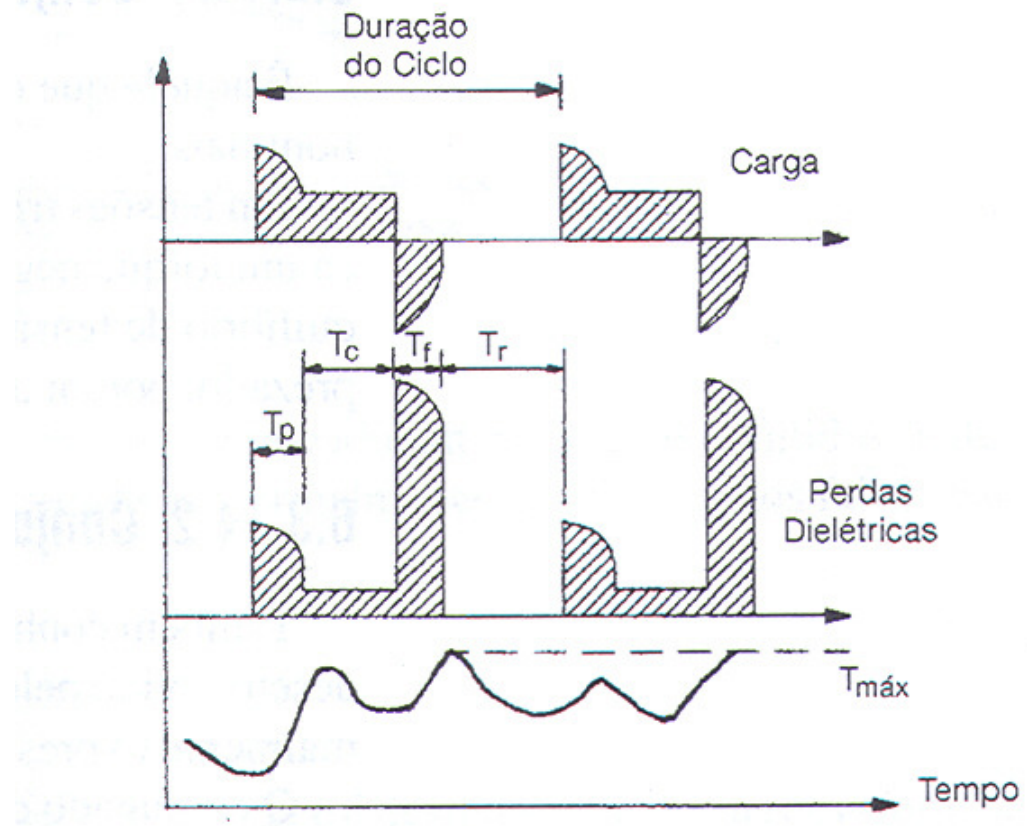 Duração
do Ciclo
Carga
Tc
Tf
Tr
Tp
Perdas
Dielétricas
Tmáx
Tempo